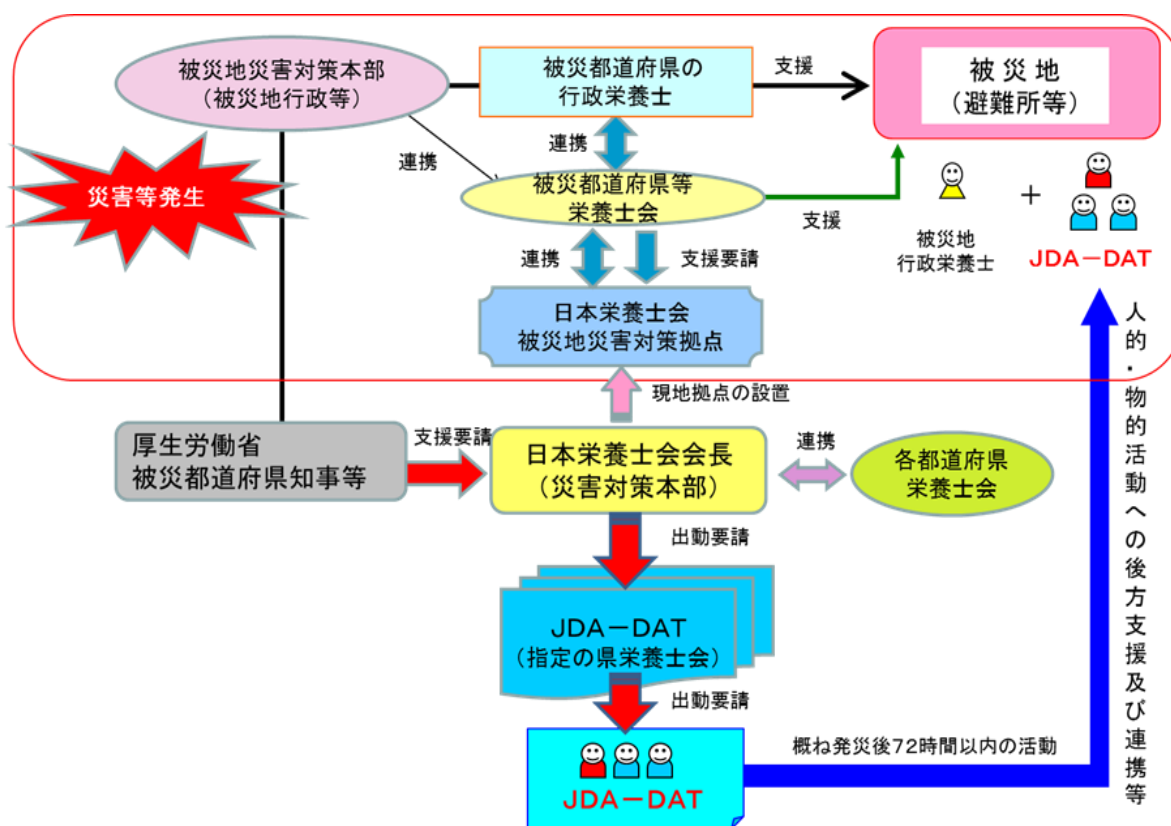 被災地災害対策本部
(被災地行政等)
被災都道府県の
行政栄養士
支援
被 災 地
(避難所等)
災害等発生
連携
連携
被災都道府県等
栄養士会
支援
被災地
行政栄養士
+
JDA-DAT
連携
支援要請
日本栄養士会
被災地災害対策拠点
現地拠点の設置
人的・物的活動への後方支援及び連携等
厚生労働省
被災都道府県知事等
支援要請
日本栄養士会会長
(災害対策本部)
連携
各都道府県
栄養士会
出動要請
JDA-DAT
(指定の県栄養士会)
出動要請
概ね発災後72時間以内の活動
JDA-DAT